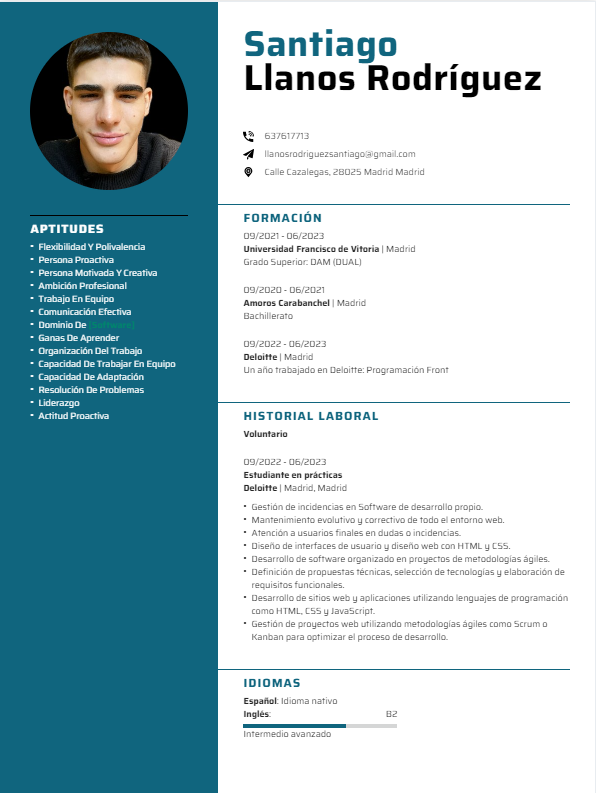 Santiago
Llanos Rodríguez
637617713
llanosrodriguezsantiago@gmail.com
Calle Cazalegas, 28025 Madrid Madrid
APTITUDES
• Flexibilidad Y Polivalencia
• Persona Proactiva
• Persona Motivada Y Creativa
• Ambición Profesional
• Trabajo En Equipo
• Comunicación Efectiva
• Dominio De [Software]
• Ganas De Aprender
• Organización Del Trabajo
• Capacidad De Trabajar En Equipo
• Capacidad De Adaptación
• Resolución De Problemas
• Liderazgo
• Actitud Proactiva
FORMACIÓN
09/2021 - 06/2023
Universidad Francisco de Vitoria | Madrid
Grado Superior: DAM (DUAL)
09/2020 - 06/2021
Amoros Carabanchel | Madrid
Bachillerato
09/2022 - 06/2023
Deloitte | Madrid
Un año trabajado en Deloitte: Programación Front
HISTORIAL LABORAL
Voluntario
09/2022 - 06/2023
Estudiante en prácticas
Deloitte | Madrid, Madrid
• Gestión de incidencias en Software de desarrollo propio.
• Mantenimiento evolutivo y correctivo de todo el entorno web.
• Atención a usuarios finales en dudas o incidencias.
• Diseño de interfaces de usuario y diseño web con HTML y CSS.
• Desarrollo de software organizado en proyectos de metodologías ágiles.
• Definición de propuestas técnicas, selección de tecnologías y elaboración de
requisitos funcionales.
• Desarrollo de sitios web y aplicaciones utilizando lenguajes de programación
como HTML, CSS y JavaScript.
• Gestión de proyectos web utilizando metodologías ágiles como Scrum o
Kanban para optimizar el proceso de desarrollo.
IDIOMAS
Español: Idioma nativo
Inglés: B2
Intermedio avanzado